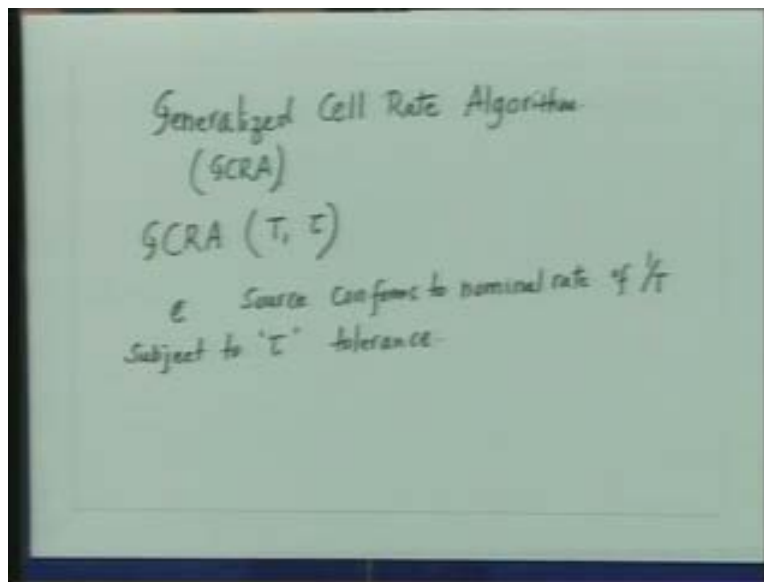 Generalized Cell Rate Algorithm
(GCRA)
GCRA (T, τ)
Source conforms to nominal rate of 1/T
Subject to "τ" tolerance.